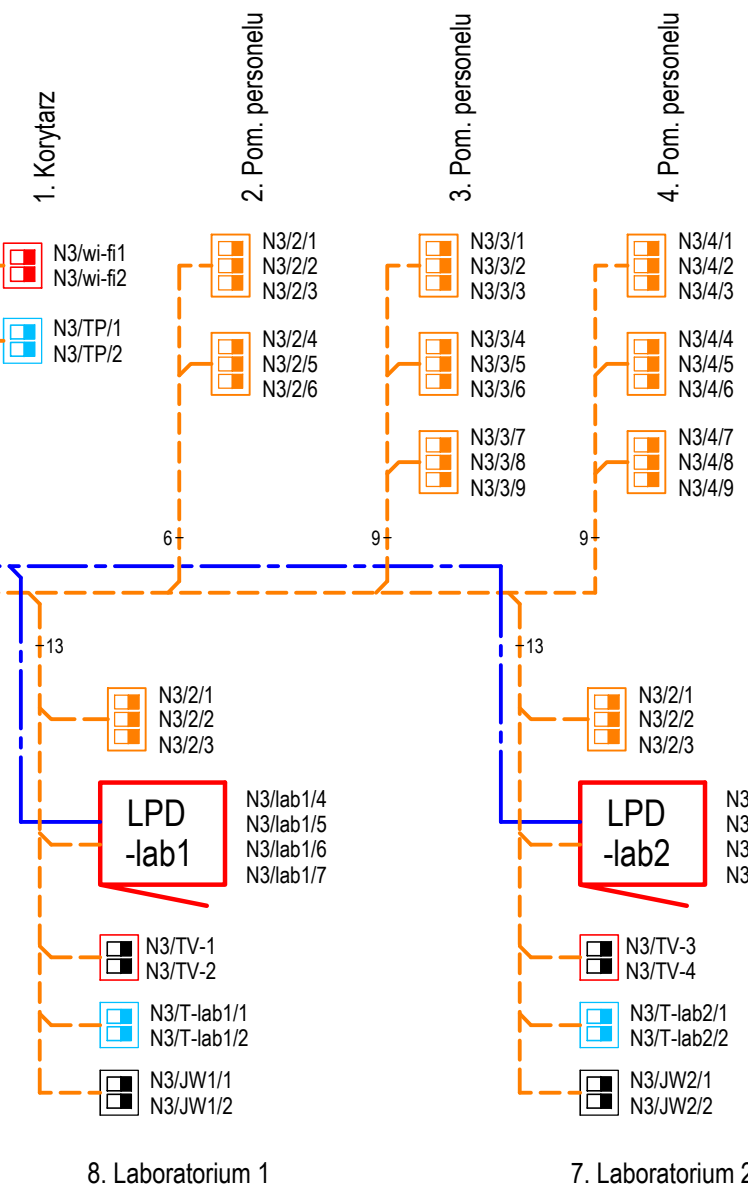 1. Korytarz
N3/wi-fi1
N3/wi-fi2
N3/TP/1
N3/TP/2
2. Pom. personelu
N3/2/1
N3/2/2
N3/2/3
N3/2/4
N3/2/5
N3/2/6
6
3. Pom. personelu
N3/3/1
N3/3/2
N3/3/3
N3/3/4
N3/3/5
N3/3/6
N3/3/7
N3/3/8
N3/3/9
9
4. Pom. personelu
N3/4/1
N3/4/2
N3/4/3
N3/4/4
N3/4/5
N3/4/6
N3/4/7
N3/4/8
N3/4/9
9
13
N3/2/1
N3/2/2
N3/2/3
LPD
-lab1
N3/lab1/4
N3/lab1/5
N3/lab1/6
N3/lab1/7
N3/TV-1
N3/TV-2
N3/T-lab1/1
N3/T-lab1/2
N3/JW1/1
N3/JW1/2
8. Laboratorium 1
13
N3/2/1
N3/2/2
N3/2/3
LPD
-lab2
N3
N3
N3
N3
N3/TV-3
N3/TV-4
N3/T-lab2/1
N3/T-lab2/2
N3/JW2/1
N3/JW2/2
7. Laboratorium 2